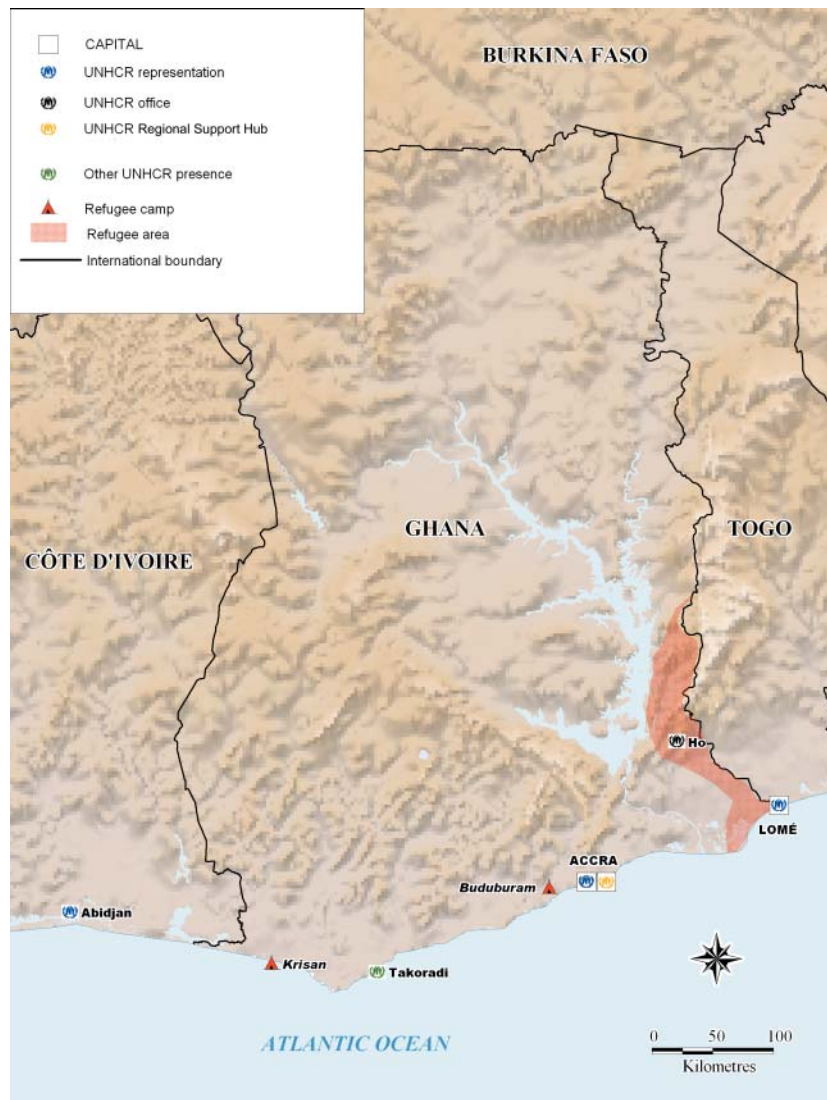 CAPITAL
UNHCR representation
UNHCR office
UNHCR Regional Support Hub
Other UNHCR presence
Refugee camp
Refugee area
International boundary
BURKINA FASO
GHANA
TOGO
CÔTE D'IVOIRE
Ho
LOMÉ
ACCRA
Buduburam
Abidjan
Krisan
Takoradi
ATLANTIC OCEAN
0 50 100
Kilometres